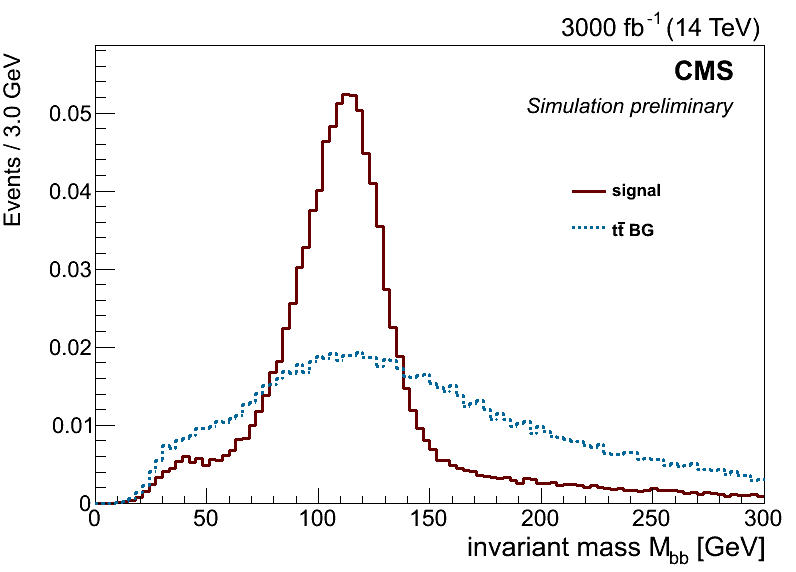 3000 fb⁻¹ (14 TeV)
CMS
Simulation preliminary
signal
tt̄ BG
Events / 3.0 GeV
0.05
0.04
0.03
0.02
0.01
0
0 50 100 150 200 250 300
invariant mass M_bb [GeV]